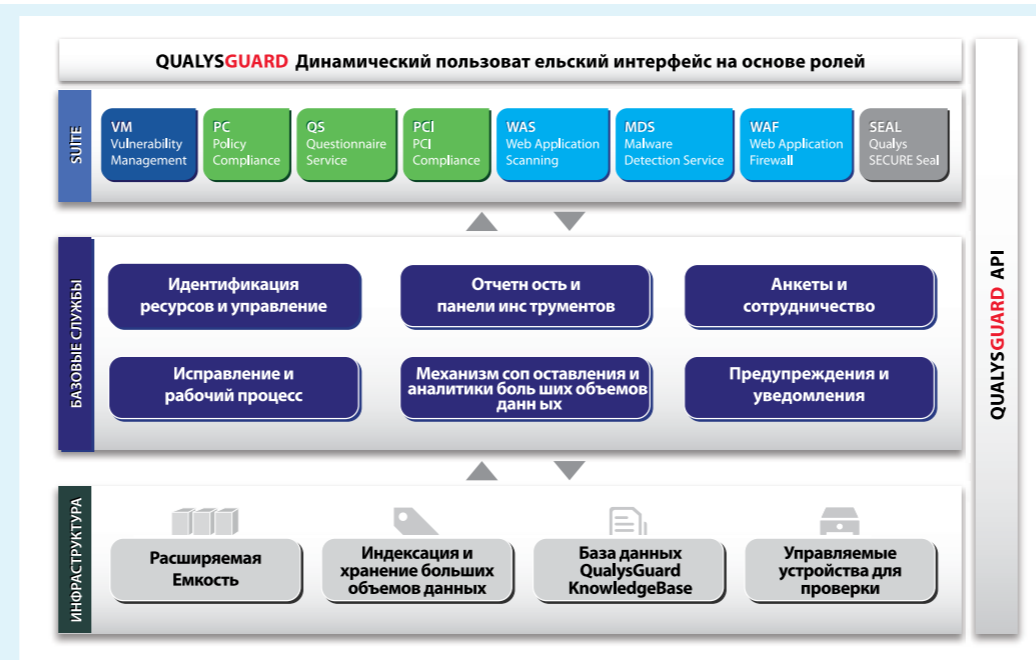 QUALYSGUARD Динамический пользоват ельский интерфейс на основе ролей
SUITE
VM
Vulnerability
Management
PC
Policy
Compliance
QS
Questionnaire
Service
PCI
PCI
Compliance
WAS
Web Application
Scanning
MDS
Malware
Detection Service
WAF
Web Application
Firewall
SEAL
Qualys
SECURE Seal
БАЗОВЫЕ СЛУЖБЫ
Идентификация
ресурсов и управление
Отчетн ость и
панели инс трументов
Анкеты и
сотрудничество
Исправление и
рабочий процесс
Механизм соп оставления и
аналитики боль ших объемов
данн ых
Предупреждения и
уведомления
ИНФРАСТРУКТУРА
Расширяемая
Емкость
Индексация и
хранение больших
объемов данных
База данных
QualysGuard
KnowledgeBase
Управляемые
устройства для
проверки
QUALYSGUARD API